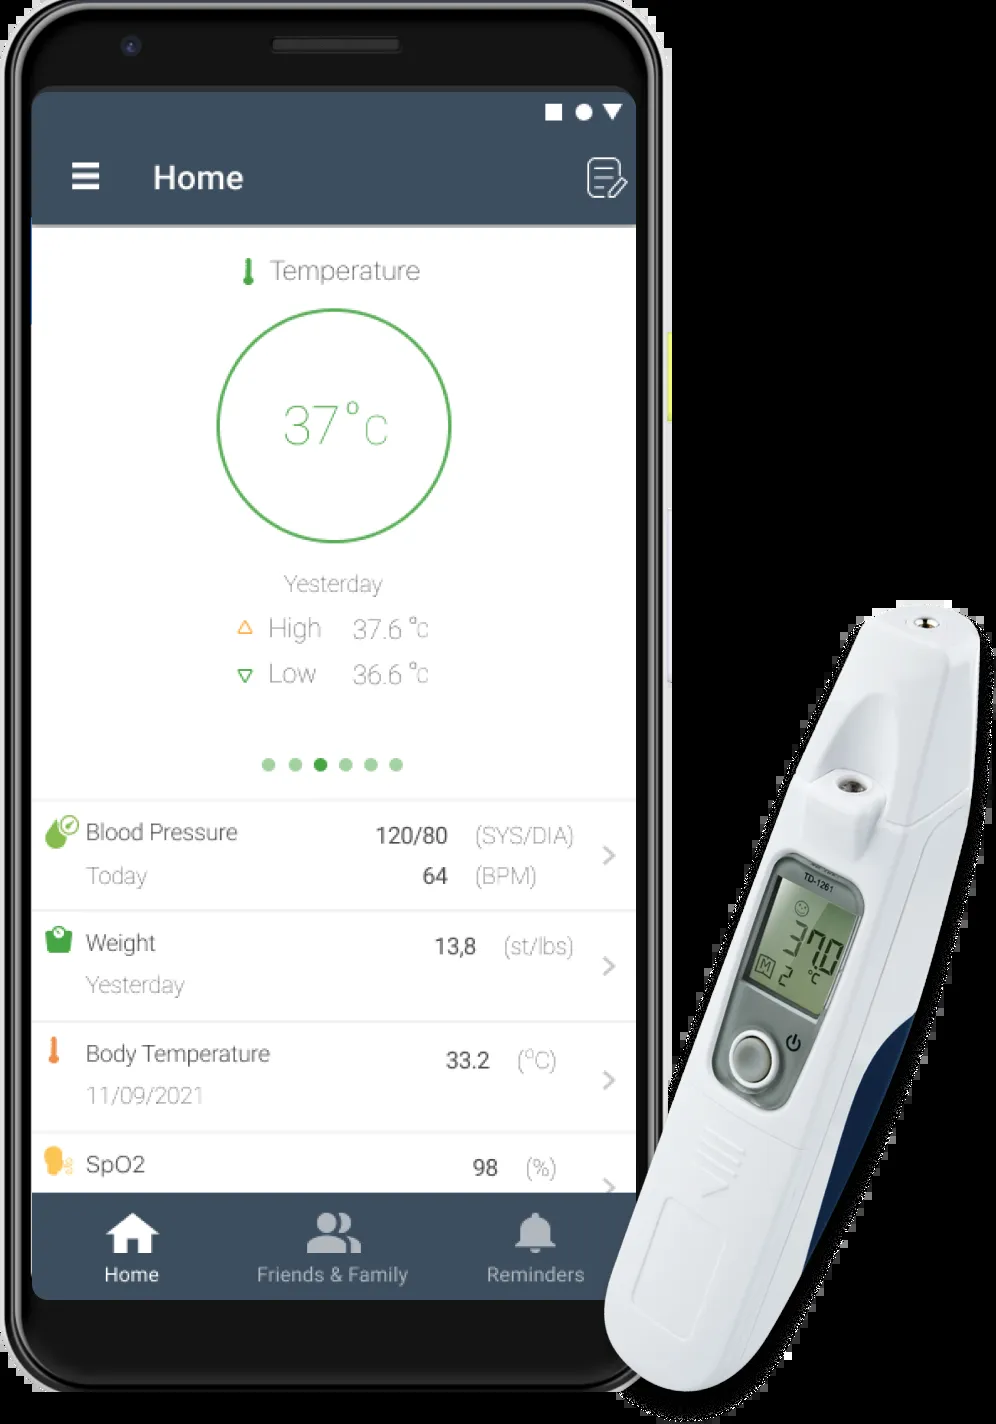 Home
Temperature
37°C
Yesterday
High 37.6 °C
Low 36.6 °C
Blood Pressure 120/80 (SYS/DIA)
Today 64 (BPM)
Weight 13,8 (st/lbs)
Yesterday
Body Temperature 33.2 (°C)
11/09/2021
SpO2 98 (%)
Home Friends & Family Reminders
TD-1261
37.0
M 2 °C